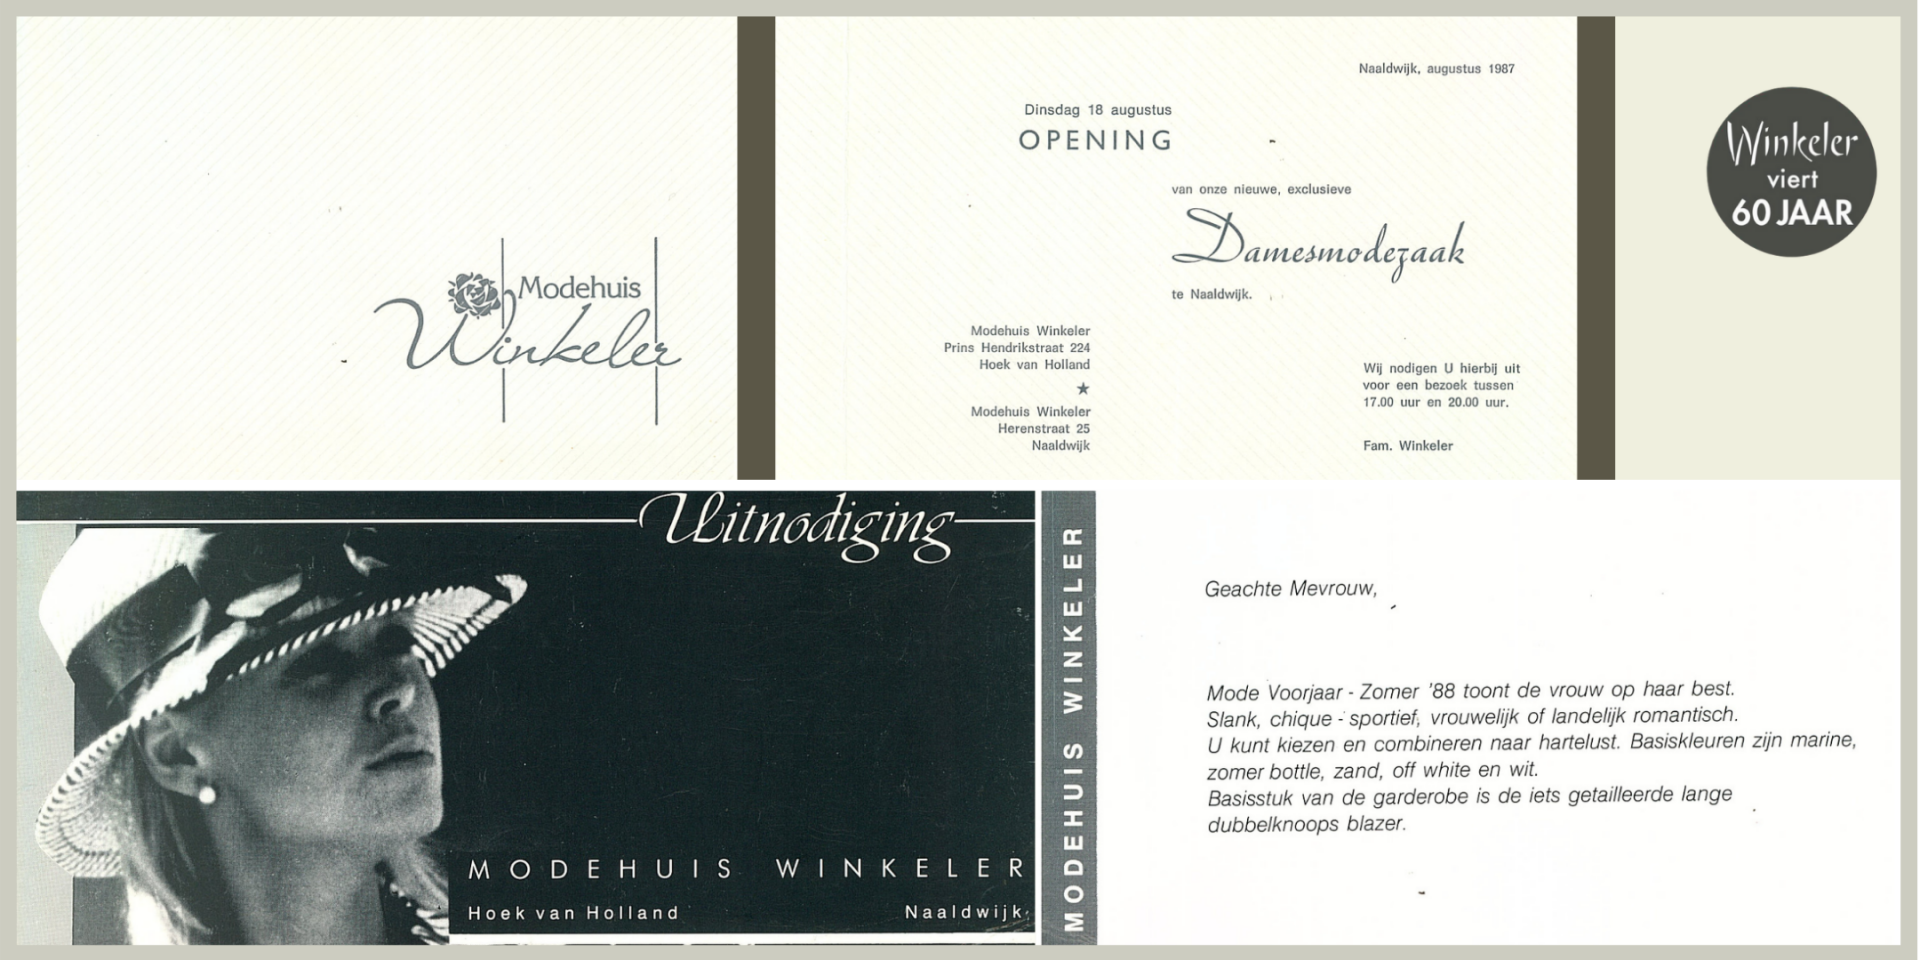 Modehuis
Winkeler
Naaldwijk, augustus 1987
Dinsdag 18 augustus
OPENING
van onze nieuwe, exclusieve
Damesmodezaak
te Naaldwijk.
Modehuis Winkeler
Prins Hendrikstraat 224
Hoek van Holland
★
Modehuis Winkeler
Herenstraat 25
Naaldwijk
Wij nodigen U hierbij uit
voor een bezoek tussen
17.00 uur en 20.00 uur.
Fam. Winkeler
Winkeler
viert
60 JAAR
Uitnodiging
MODEHUIS WINKELER
Hoek van Holland Naaldwijk
MODEHUIS WINKELER
Geachte Mevrouw,
Mode Voorjaar - Zomer '88 toont de vrouw op haar best.
Slank, chique - sportief, vrouwelijk of landelijk romantisch.
U kunt kiezen en combineren naar hartelust. Basiskleuren zijn marine,
zomer bottle, zand, off white en wit.
Basisstuk van de garderobe is de iets getailleerde lange
dubbelknoops blazer.